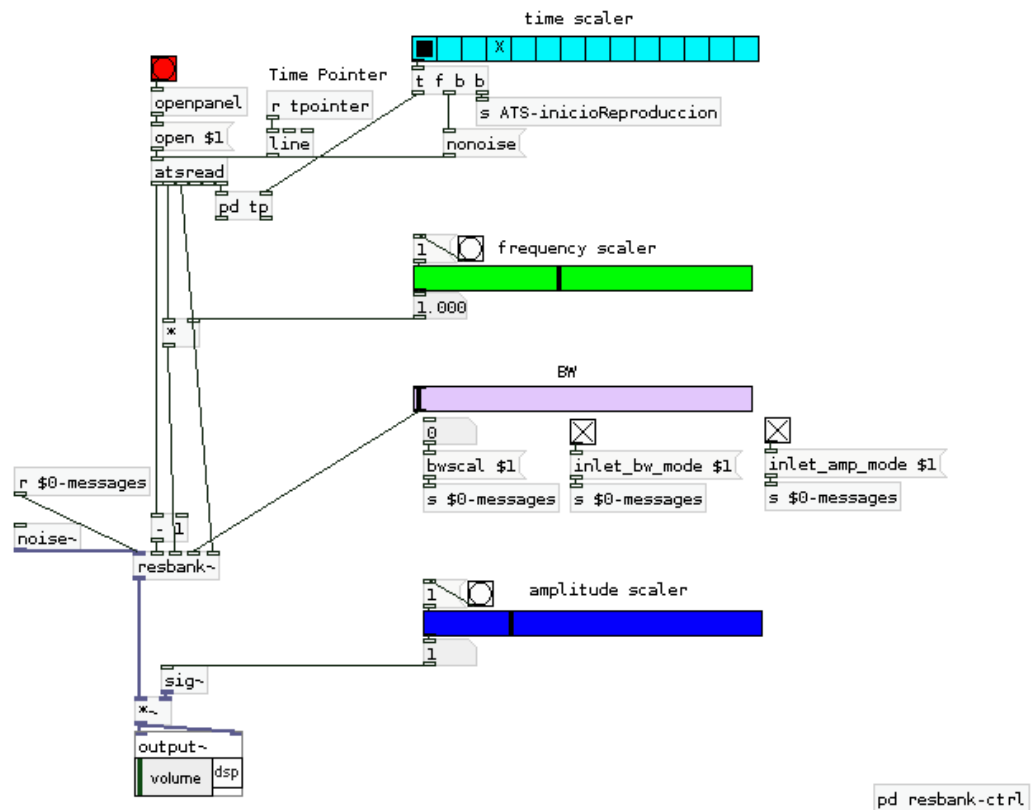 time scaler
X
Time Pointer
t f b b
openpanel
r tpointer
s ATS-inicioReproduccion
open $1
line
nonoise
atsread
pd tp
1
frequency scaler
1.000
*
BW
0
r $0-messages
bwscal $1
inlet_bw_mode $1
inlet_amp_mode $1
s $0-messages
s $0-messages
s $0-messages
- 1
noise~
resbank~
1
amplitude scaler
1
sig~
*~
output~
volume
dsp
pd resbank-ctrl